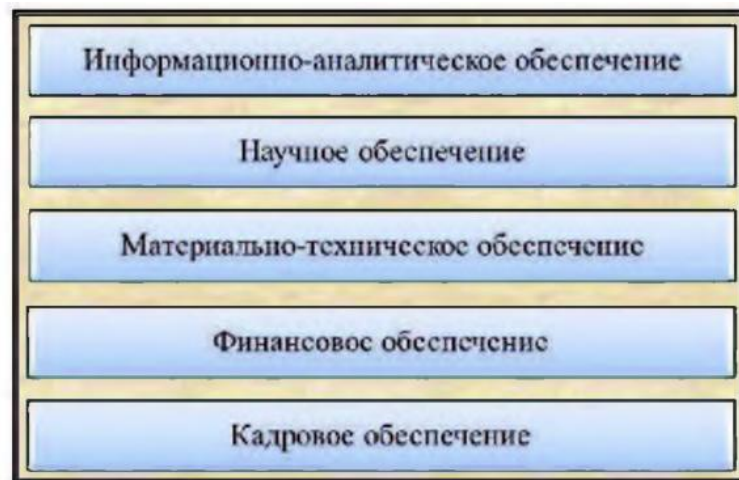 Информационно-аналитическое обеспечение
Научное обеспечение
Материально-техническое обеспечение
Финансовое обеспечение
Кадровое обеспечение